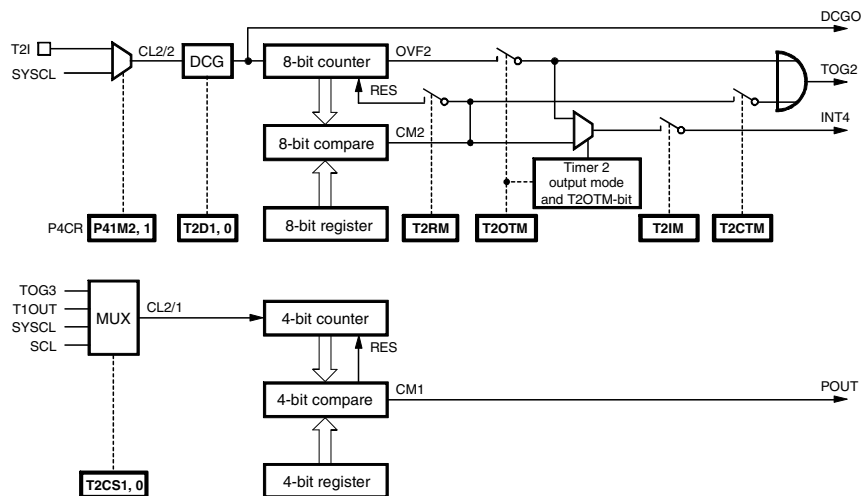 DCGO
T2I
CL2/2
DCG
8-bit counter
OVF2
TOG2
SYSCL
RES
INT4
8-bit compare
CM2
Timer 2
output mode
and T2OTM-bit
P4CR
P41M2, 1
T2D1, 0
8-bit register
T2RM
T2OTM
T2IM
T2CTM
TOG3
T1OUT
SYSCL
SCL
MUX
CL2/1
4-bit counter
RES
4-bit compare
CM1
POUT
T2CS1, 0
4-bit register